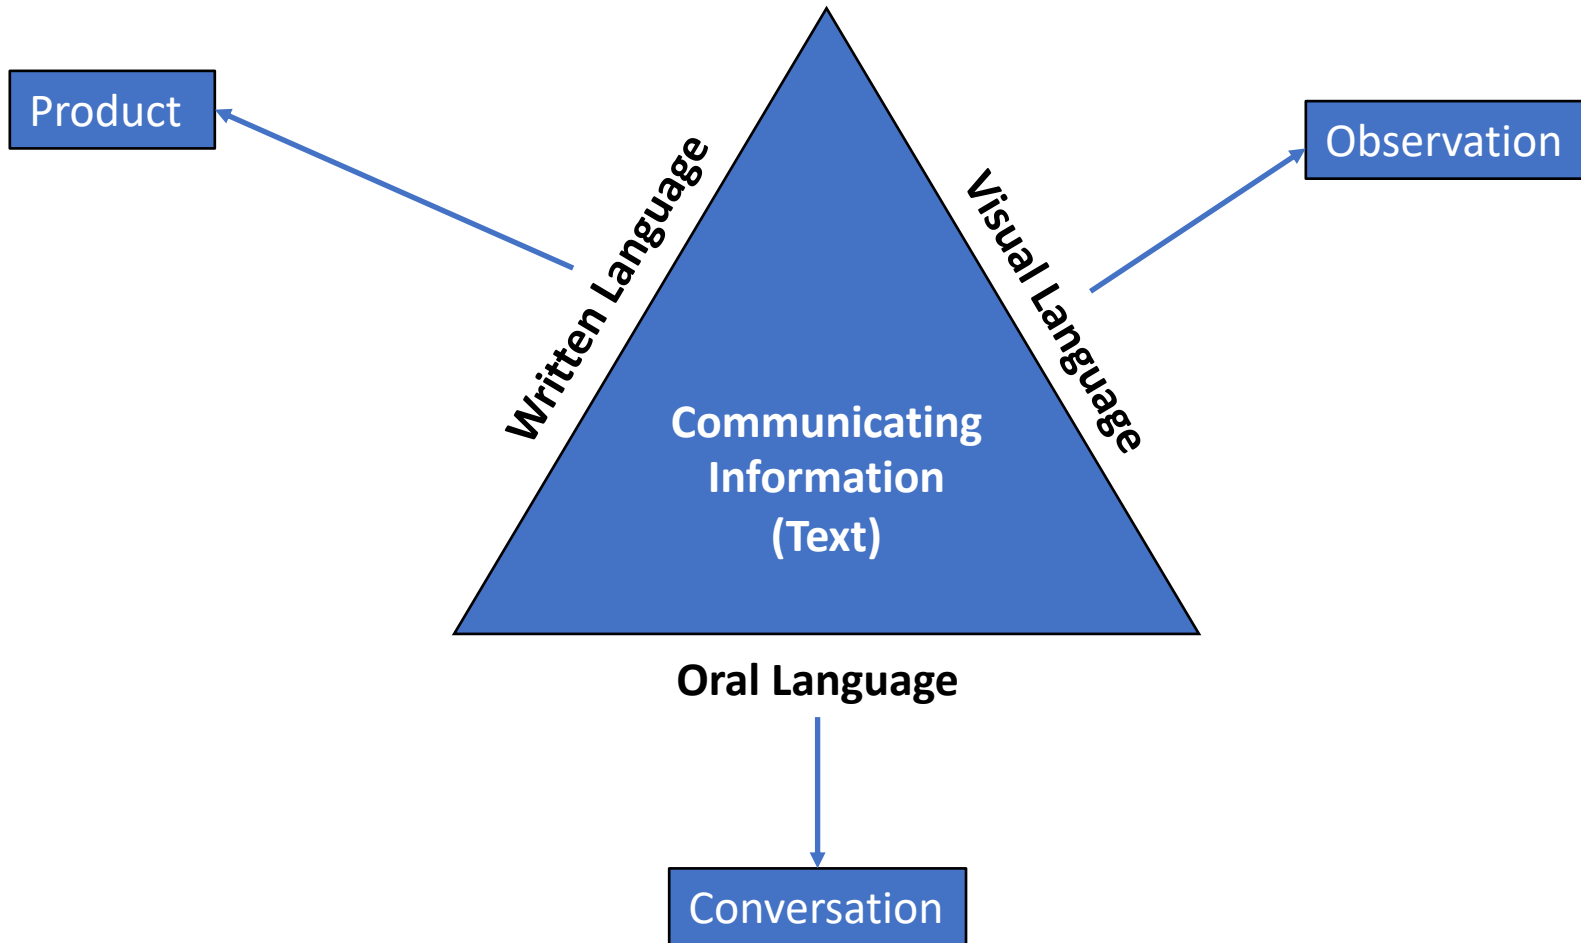 Product
Observation
Written Language
Visual Language
Communicating
Information
(Text)
Oral Language
Conversation